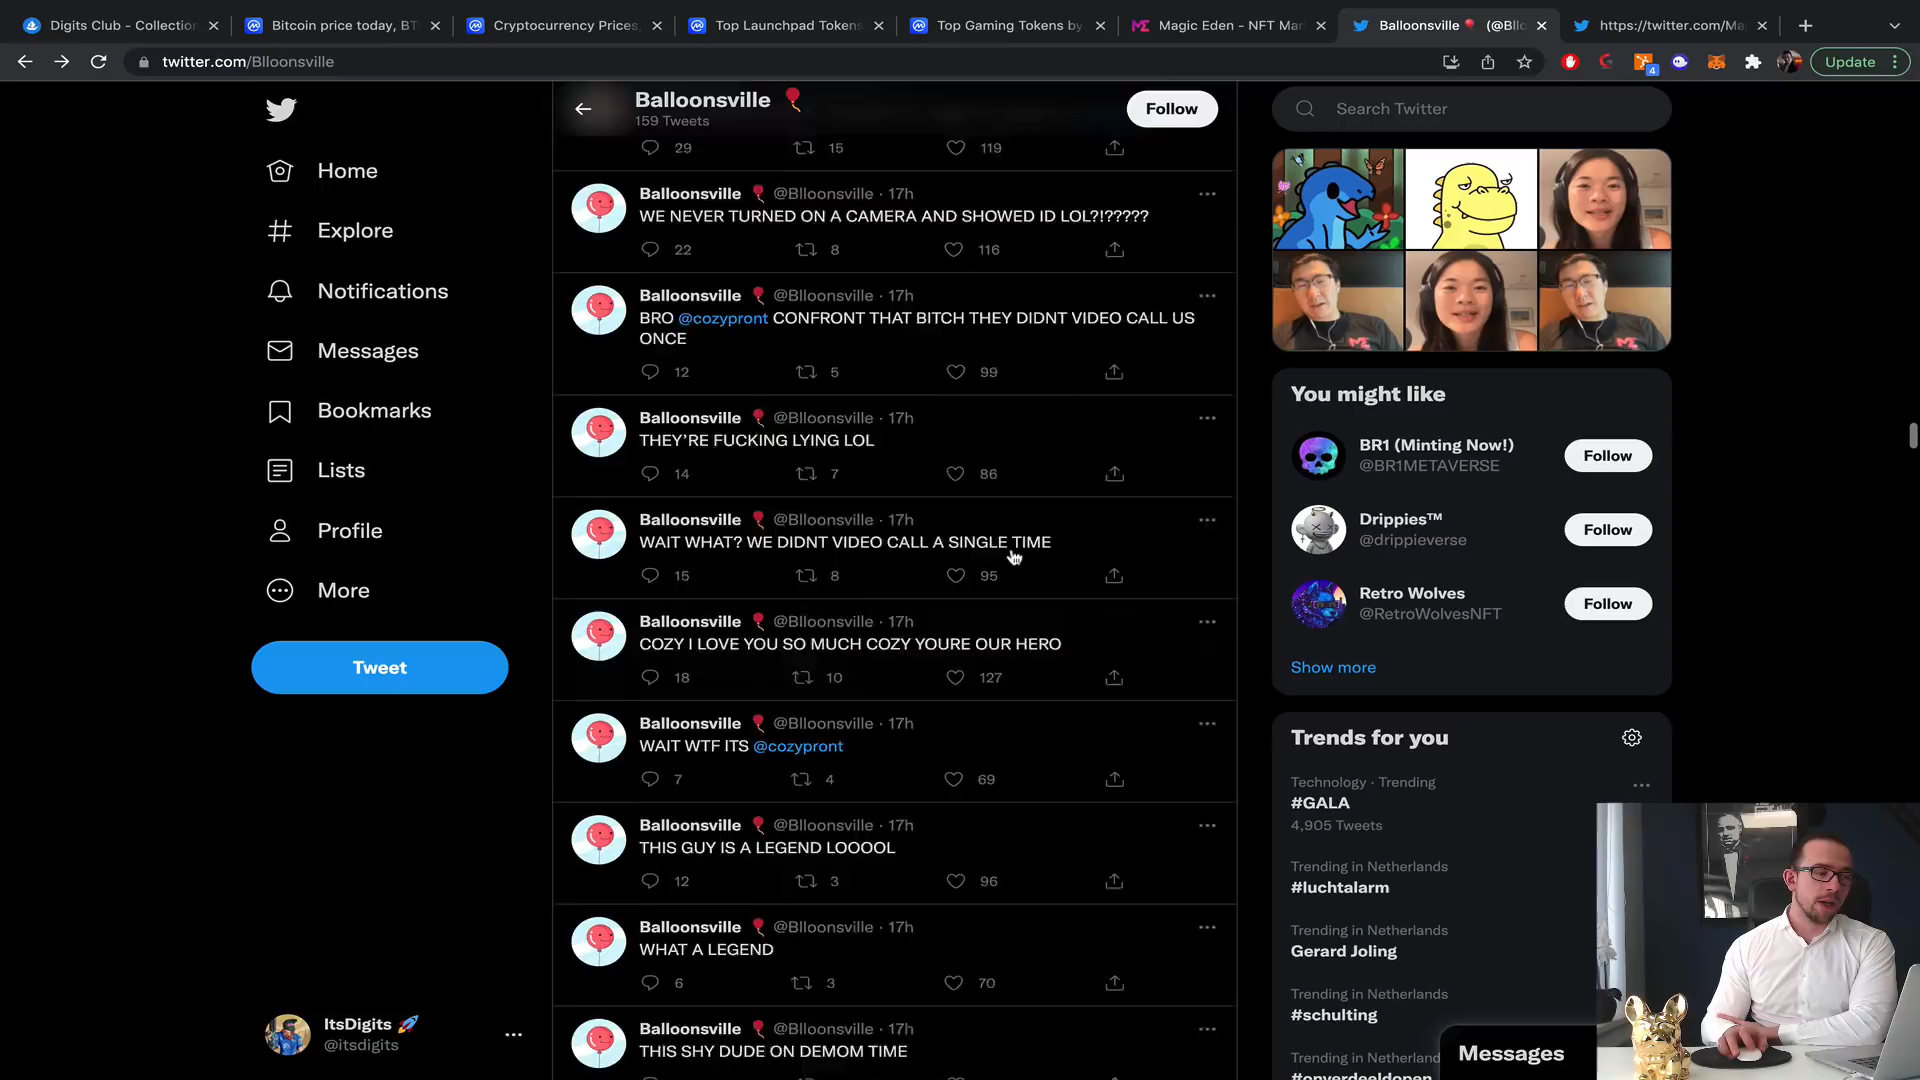 Digits Club - Collection
Bitcoin price today, BT
Cryptocurrency Prices,
Top Launchpad Tokens
Top Gaming Tokens by
Magic Eden - NFT Mar
Balloonsville🎈 (@Bllo
https://twitter.com/Ma
twitter.com/Blloonsville
4
Update
Home
Explore
Notifications
Messages
Bookmarks
Lists
Profile
More
Tweet
ItsDigits 🚀
@itsdigits
Balloonsville 🎈
159 Tweets
Follow
29 15 119
Balloonsville 🎈 @Blloonsville · 17h
WE NEVER TURNED ON A CAMERA AND SHOWED ID LOL?!?????
22 8 116
Balloonsville 🎈 @Blloonsville · 17h
BRO @cozypront CONFRONT THAT BITCH THEY DIDNT VIDEO CALL US
ONCE
12 5 99
Balloonsville 🎈 @Blloonsville · 17h
THEY’RE FUCKING LYING LOL
14 7 86
Balloonsville 🎈 @Blloonsville · 17h
WAIT WHAT? WE DIDNT VIDEO CALL A SINGLE TIME
15 8 95
Balloonsville 🎈 @Blloonsville · 17h
COZY I LOVE YOU SO MUCH COZY YOURE OUR HERO
18 10 127
Balloonsville 🎈 @Blloonsville · 17h
WAIT WTF ITS @cozypront
7 4 69
Balloonsville 🎈 @Blloonsville · 17h
THIS GUY IS A LEGEND LOOOOL
12 3 96
Balloonsville 🎈 @Blloonsville · 17h
WHAT A LEGEND
6 3 70
Balloonsville 🎈 @Blloonsville · 17h
THIS SHY DUDE ON DEMOM TIME
Search Twitter
You might like
BR1 (Minting Now!)
@BR1METAVERSE
Follow
Drippies™
@drippieverse
Follow
Retro Wolves
@RetroWolvesNFT
Follow
Show more
Trends for you
Technology · Trending
#GALA
4,905 Tweets
Trending in Netherlands
#luchtalarm
Trending in Netherlands
Gerard Joling
Trending in Netherlands
#schulting
Trending in Netherlands
#onverdeeldopen
Messages